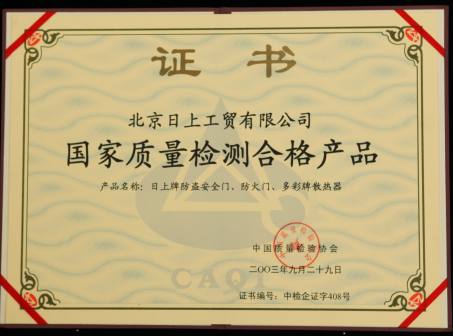 证书
北京日上工贸有限公司
国家质量检测合格产品
产品名称：日上牌防盗安全门、防火门、多彩牌散热器
中国质量检验协会
二〇〇三年九月二十九日
证书编号：中检企证字408号
CAQI